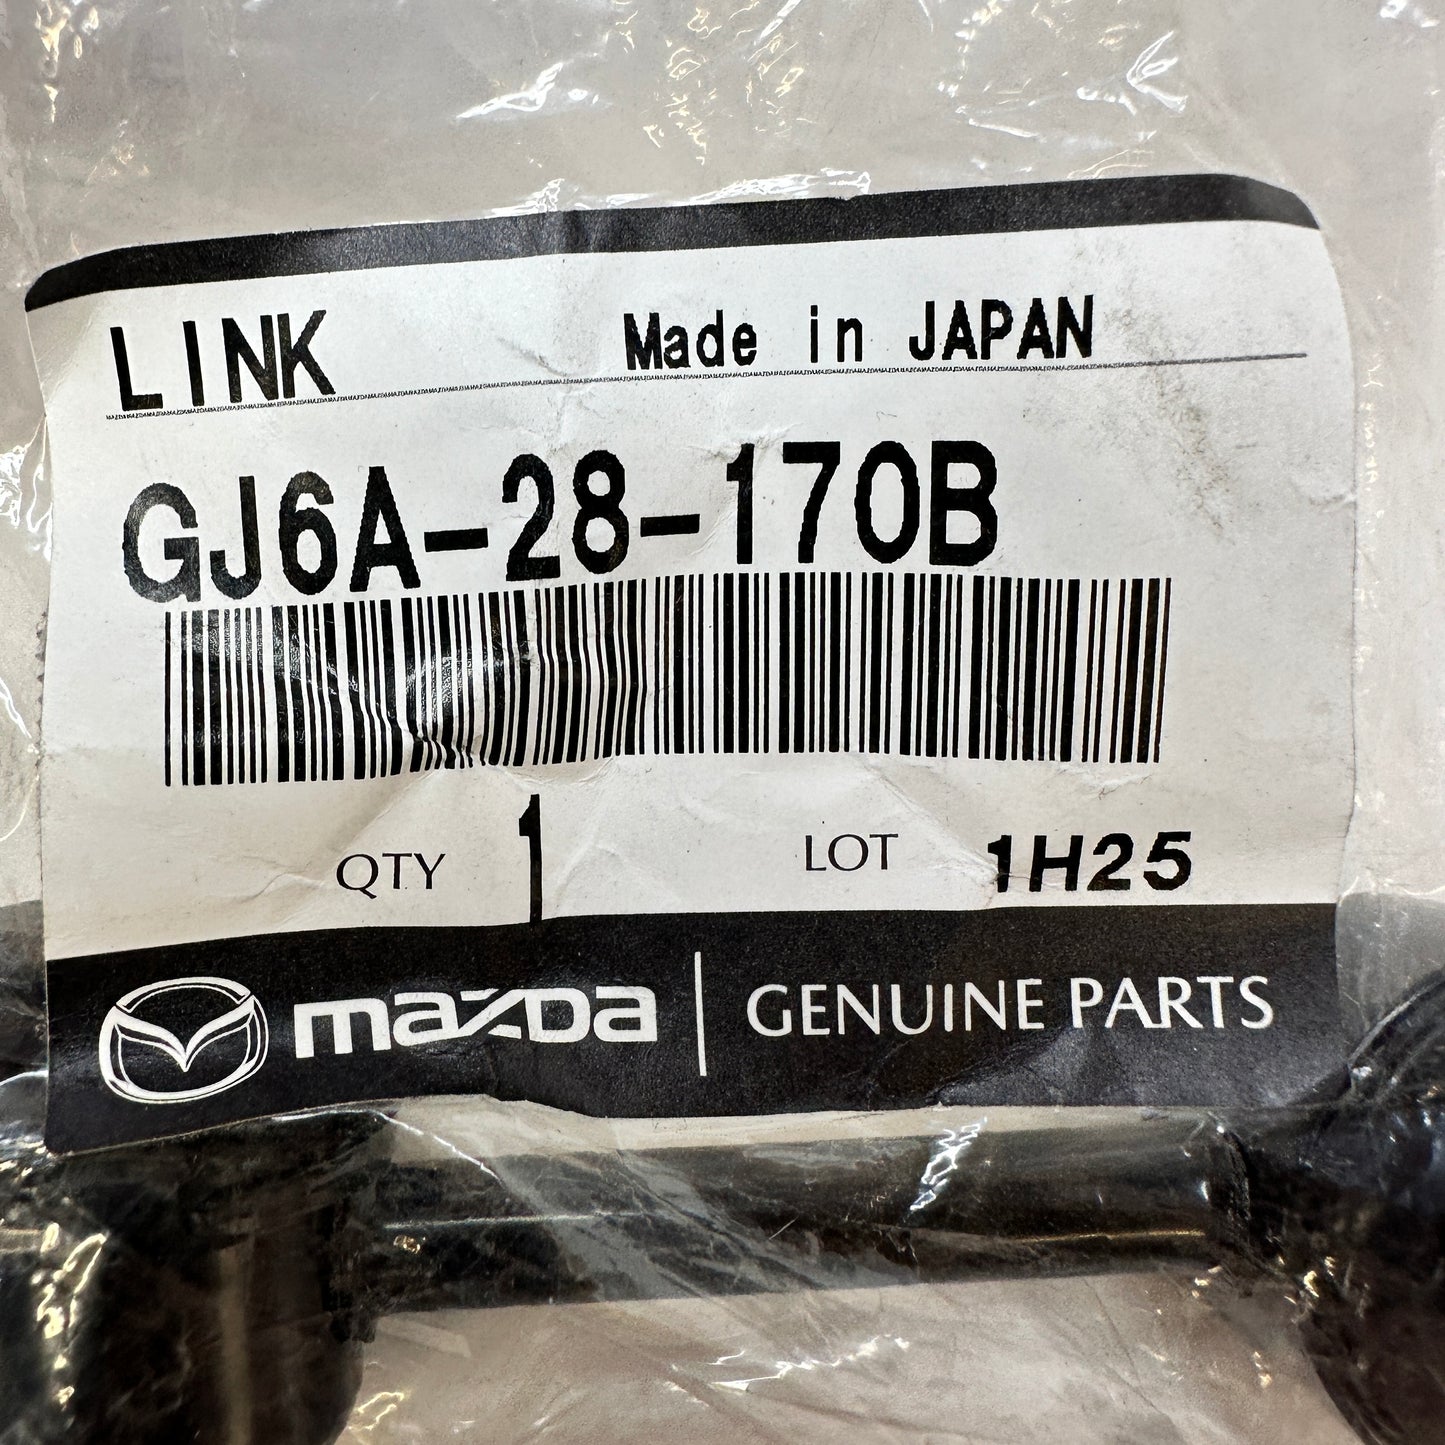 LINK Made in JAPAN
GJ6A-28-170B
QTY 1 LOT 1H25
mazda GENUINE PARTS